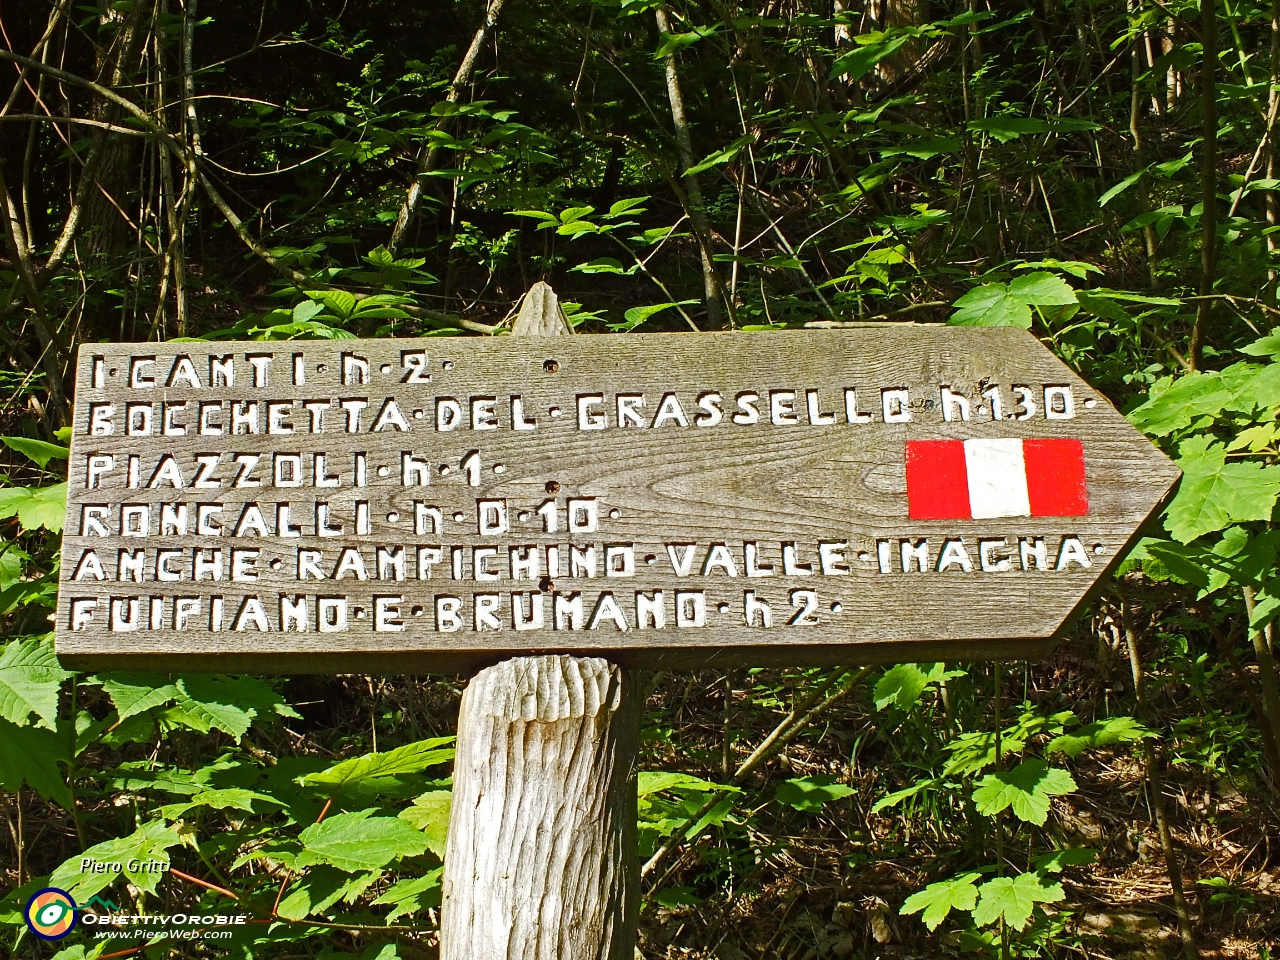 I·CANTI·h·2·
BOCCHETTA·DEL·GRASSELLO·h·1.30·
PIAZZOLI·h·1·
RONCALLI·h·0·10·
ANCHE·RAMPICHINO·VALLE·IMAGNA·
FUIPIANO·E·BRUMANO·h2·
Piero Gritti
OBIETTIVOROBIE
www.PieroWeb.com